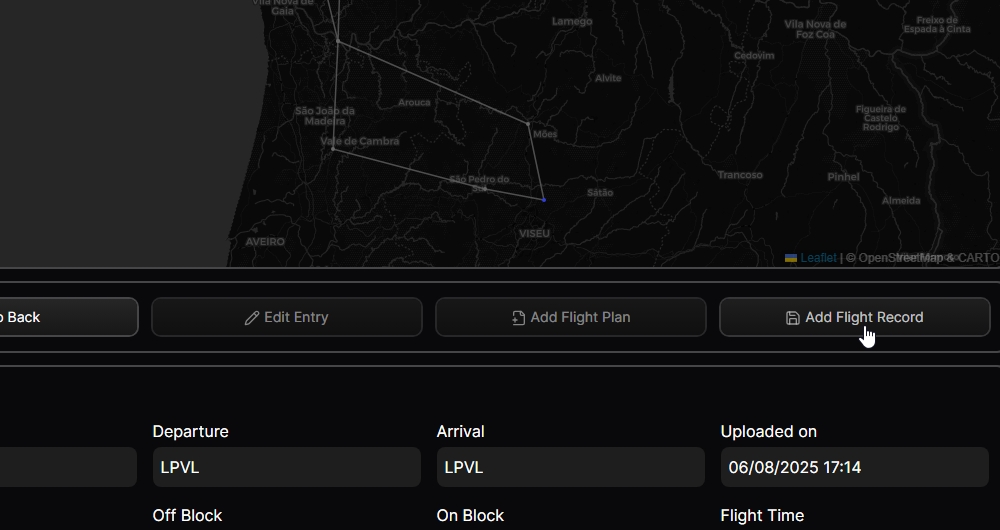 Vila Nova de
Gaia
Lamego
Vila Nova de
Foz Coa
Freixo de
Espada à Cinta
Cedovim
Alvite
Arouca
São João da
Madeira
Figueira de
Castelo
Rodrigo
Mões
Vale de Cambra
São Pedro do
Sul
Sátão
Trancoso
Pinhel
Almeida
VISEU
AVEIRO
Leaflet | © OpenStreetMap & CARTO
o Back
Edit Entry
Add Flight Plan
Add Flight Record
Departure
Arrival
Uploaded on
LPVL
LPVL
06/08/2025 17:14
Off Block
On Block
Flight Time